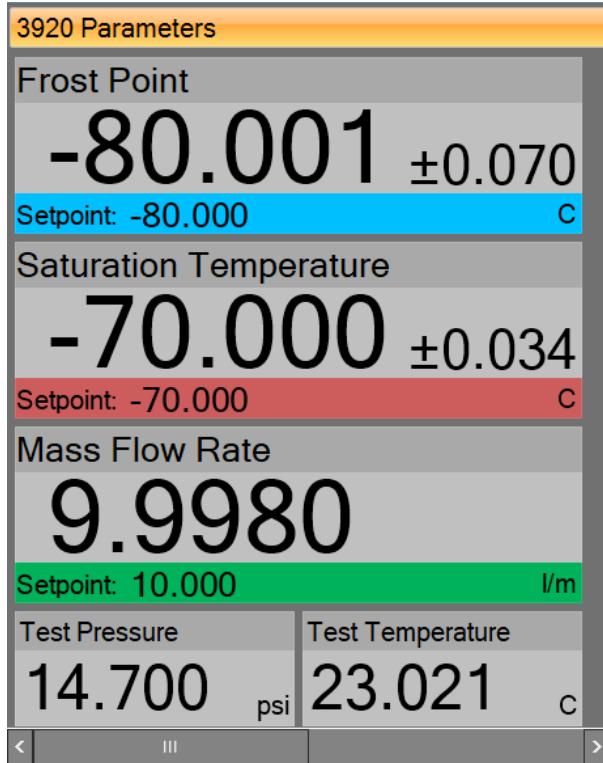 3920 Parameters
Frost Point
-80.001 ±0.070
Setpoint: -80.000 C
Saturation Temperature
-70.000 ±0.034
Setpoint: -70.000 C
Mass Flow Rate
9.9980
Setpoint: 10.000 l/m
Test Pressure
14.700 psi
Test Temperature
23.021 C